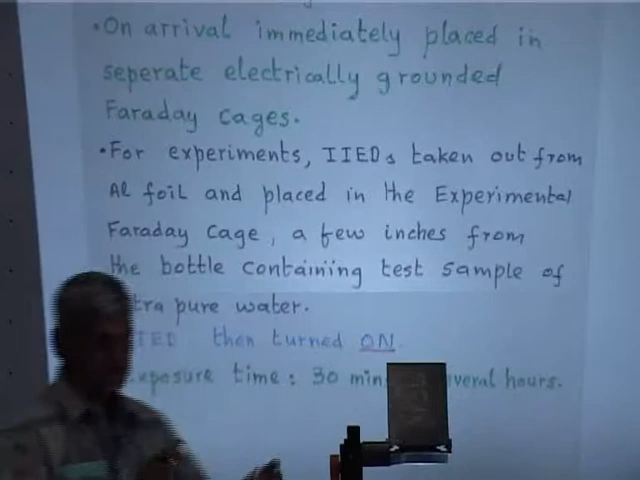 •On arrival immediately placed in
seperate electrically grounded
Faraday cages.
•For experiments, IIEDs taken out from
Al foil and placed in the Experimental
Faraday Cage, a few inches from
the bottle containing test sample of
pure water.
then turned ON.
time: 30 min hours.